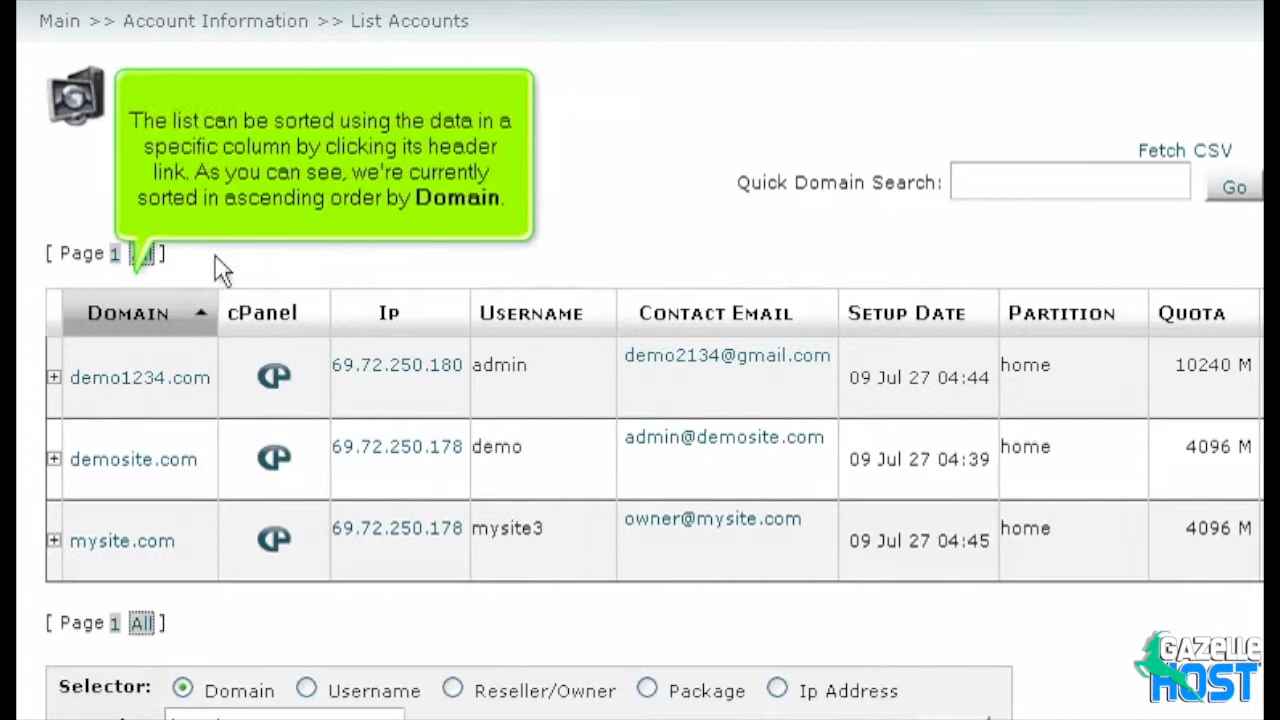 Main >> Account Information >> List Accounts
The list can be sorted using the data in a
specific column by clicking its header
link. As you can see, we're currently
sorted in ascending order by Domain.
Fetch CSV
Quick Domain Search: Go
[ Page 1 ]
DOMAIN cPanel IP USERNAME CONTACT EMAIL SETUP DATE PARTITION QUOTA
demo1234.com 69.72.250.180 admin demo2134@gmail.com 09 Jul 27 04:44 home 10240 M
demosite.com 69.72.250.178 demo admin@demosite.com 09 Jul 27 04:39 home 4096 M
mysite.com 69.72.250.178 mysite3 owner@mysite.com 09 Jul 27 04:45 home 4096 M
[ Page 1 All ]
Selector: Domain Username Reseller/Owner Package Ip Address
GAZELLE
HOST